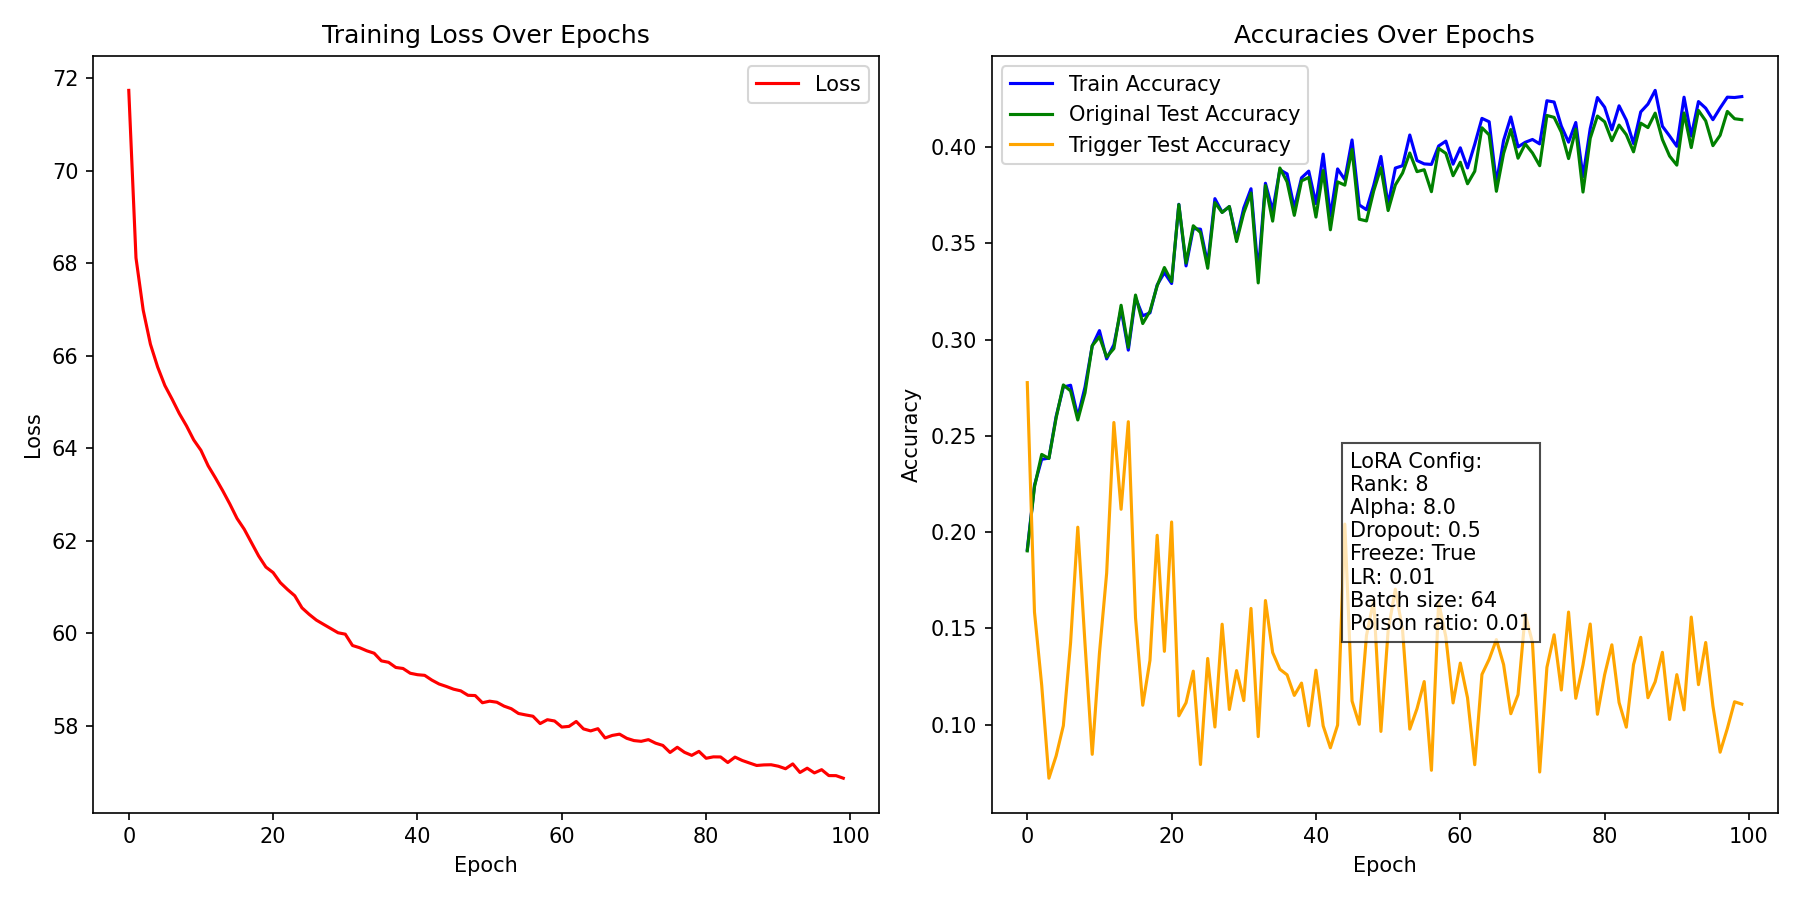 Training Loss Over Epochs
Loss
72
70
68
66
64
62
60
58
Loss
0 20 40 60 80 100
Epoch
Accuracies Over Epochs
Train Accuracy
Original Test Accuracy
Trigger Test Accuracy
0.40
0.35
0.30
0.25
0.20
0.15
0.10
Accuracy
LoRA Config:
Rank: 8
Alpha: 8.0
Dropout: 0.5
Freeze: True
LR: 0.01
Batch size: 64
Poison ratio: 0.01
0 20 40 60 80 100
Epoch